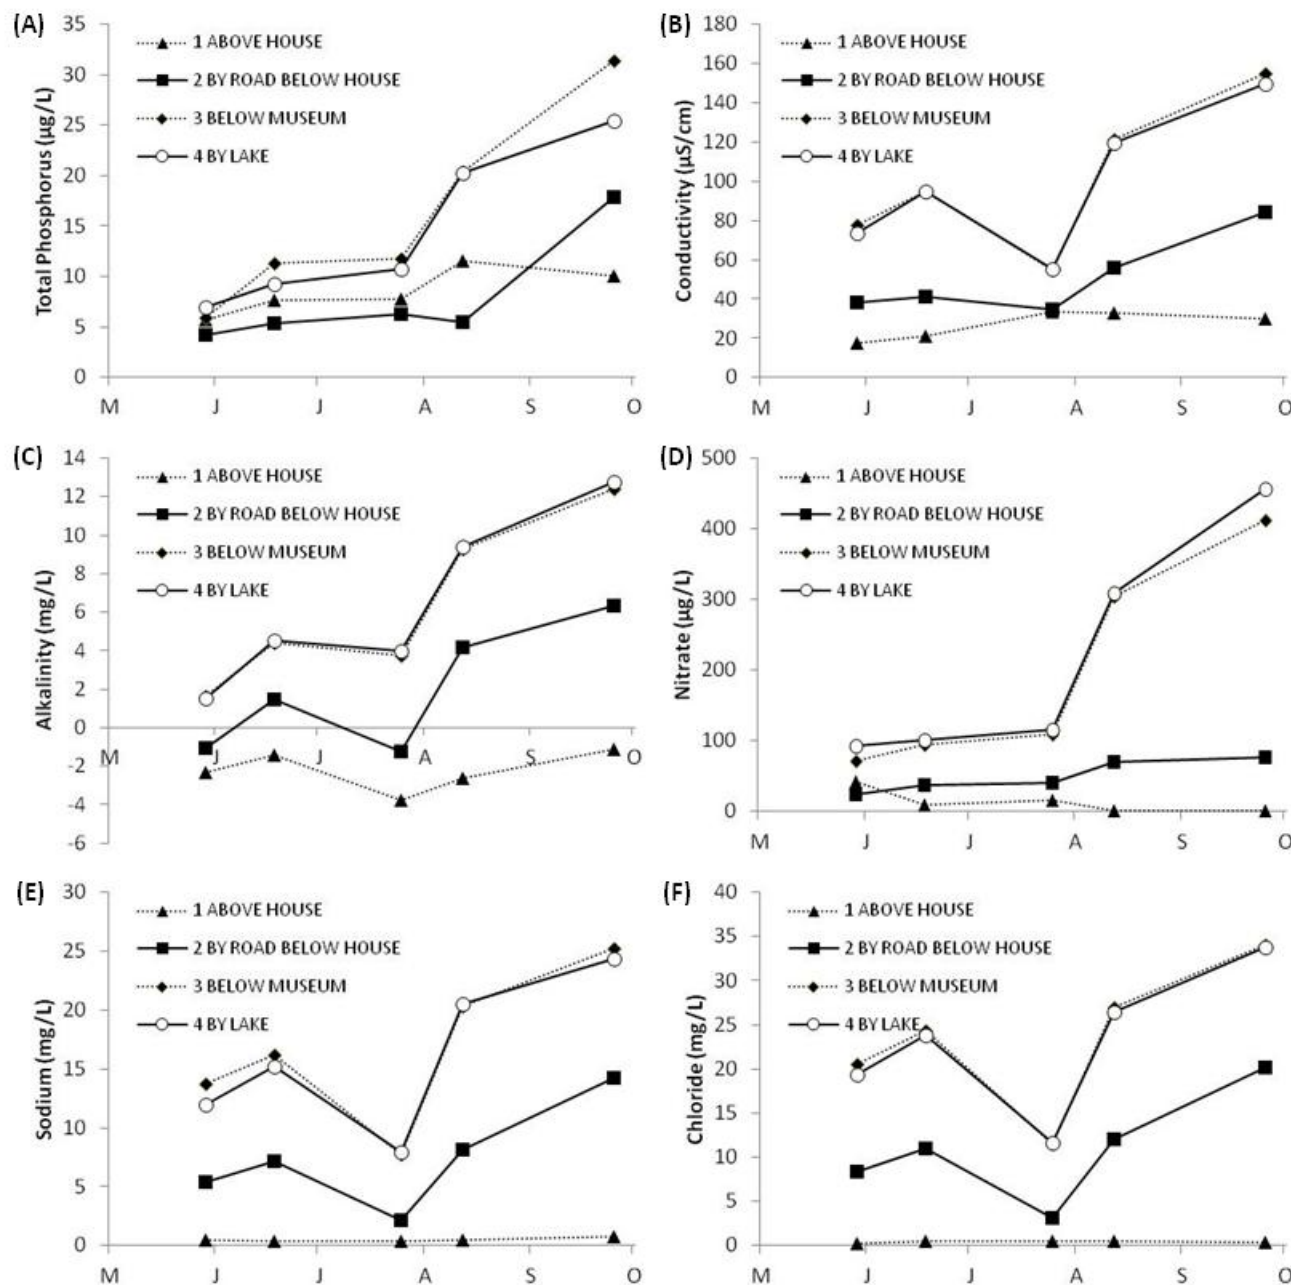 (A)
Total Phosphorus (µg/L)
35
30
25
20
15
10
5
0
1 ABOVE HOUSE
2 BY ROAD BELOW HOUSE
3 BELOW MUSEUM
4 BY LAKE
M J J A S O
(B)
Conductivity (µS/cm)
180
160
140
120
100
80
60
40
20
0
1 ABOVE HOUSE
2 BY ROAD BELOW HOUSE
3 BELOW MUSEUM
4 BY LAKE
M J J A S O
(C)
Alkalinity (mg/L)
14
12
10
8
6
4
2
0
-2
-4
-6
1 ABOVE HOUSE
2 BY ROAD BELOW HOUSE
3 BELOW MUSEUM
4 BY LAKE
M J J A S O
(D)
Nitrate (µg/L)
500
400
300
200
100
0
1 ABOVE HOUSE
2 BY ROAD BELOW HOUSE
3 BELOW MUSEUM
4 BY LAKE
M J J A S O
(E)
Sodium (mg/L)
30
25
20
15
10
5
0
1 ABOVE HOUSE
2 BY ROAD BELOW HOUSE
3 BELOW MUSEUM
4 BY LAKE
M J J A S O
(F)
Chloride (mg/L)
40
35
30
25
20
15
10
5
0
1 ABOVE HOUSE
2 BY ROAD BELOW HOUSE
3 BELOW MUSEUM
4 BY LAKE
M J J A S O